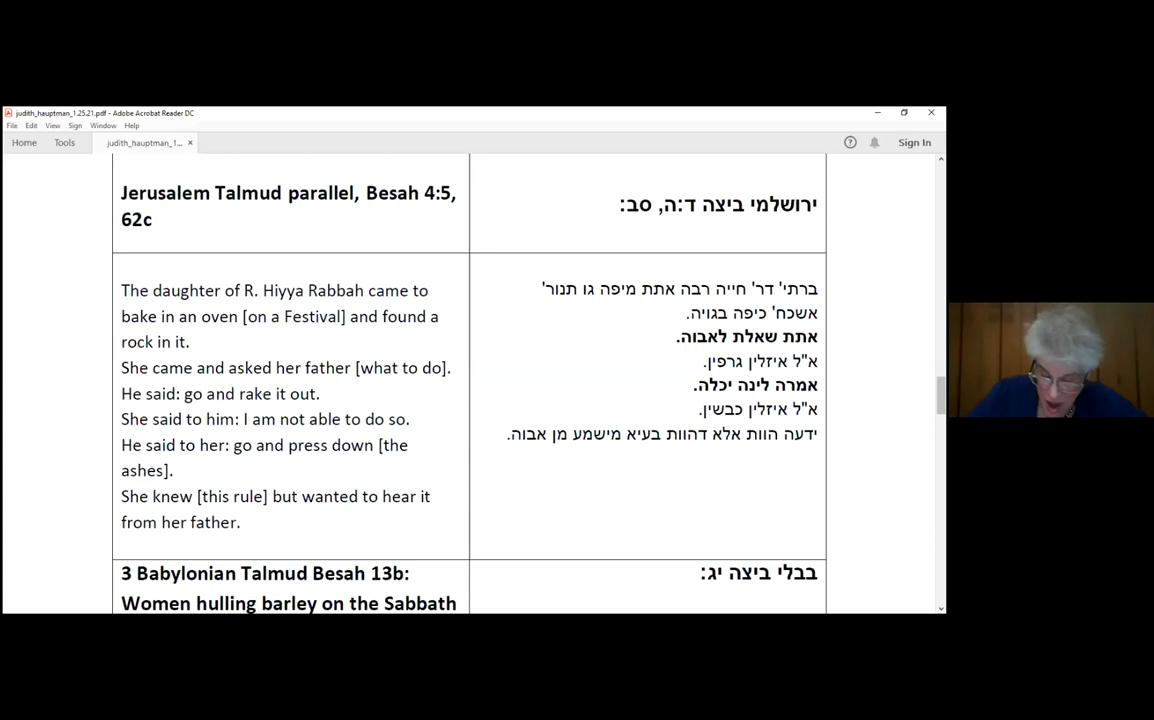 judith_hauptman_1.25.21.pdf - Adobe Acrobat Reader DC
File Edit View Sign Window Help
Home Tools judith_hauptman_1... × Sign In
Jerusalem Talmud parallel, Besah 4:5,
62c
ירושלמי ביצה ד:ה, סב:
The daughter of R. Hiyya Rabbah came to
bake in an oven [on a Festival] and found a
rock in it.
She came and asked her father [what to do].
He said: go and rake it out.
She said to him: I am not able to do so.
He said to her: go and press down [the
ashes].
She knew [this rule] but wanted to hear it
from her father.
ברתי' דר' חייה רבה אתת מיפה גו תנור'
אשכח' כיפה בגויה.
אתת שאלת לאבוה.
א"ל איזלין גרפין.
אמרה לינה יכלה.
א"ל איזלין כבשין.
ידעה הוות אלא דהוות בעיא מישמע מן אבוה.
3 Babylonian Talmud Besah 13b:
Women hulling barley on the Sabbath
בבלי ביצה יג: